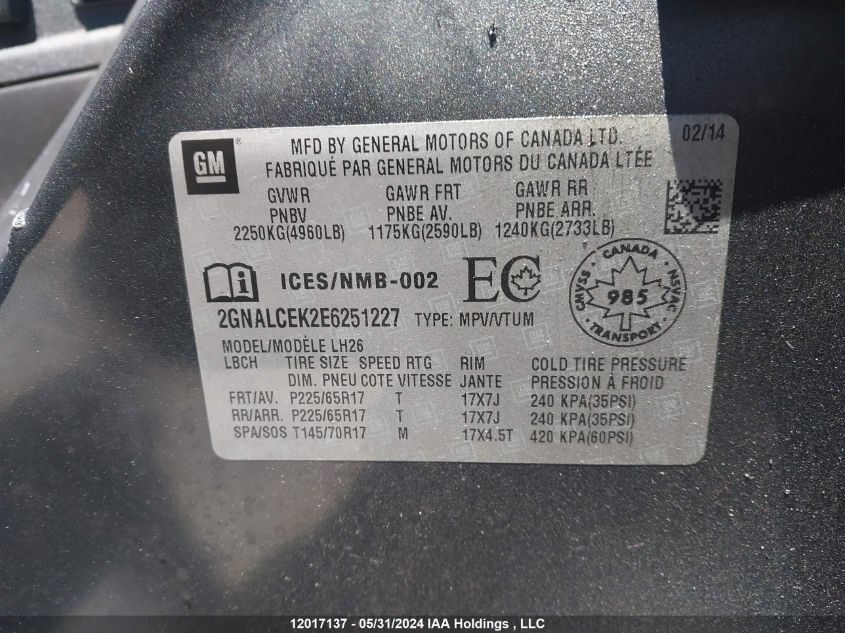 GM
MFD BY GENERAL MOTORS OF CANADA LTD.
02/14
FABRIQUÉ PAR GENERAL MOTORS DU CANADA LTÉE
GVWR GAWR FRT GAWR RR
PNBV PNBE AV. PNBE ARR.
2250KG(4960LB) 1175KG(2590LB) 1240KG(2733LB)
ICES/NMB-002 EC
CANADA
CMVSS 985 NSVAC
TRANSPORT
2GNALCEK2E6251227 TYPE: MPV/VTUM
MODEL/MODÈLE LH26
LBCH TIRE SIZE SPEED RTG RIM COLD TIRE PRESSURE
DIM. PNEU COTE VITESSE JANTE PRESSION À FROID
FRT/AV. P225/65R17 T 17X7J 240 KPA(35PSI)
RR/ARR. P225/65R17 T 17X7J 240 KPA(35PSI)
SPA/SOS T145/70R17 M 17X4.5T 420 KPA(60PSI)
12017137 - 05/31/2024 IAA Holdings , LLC